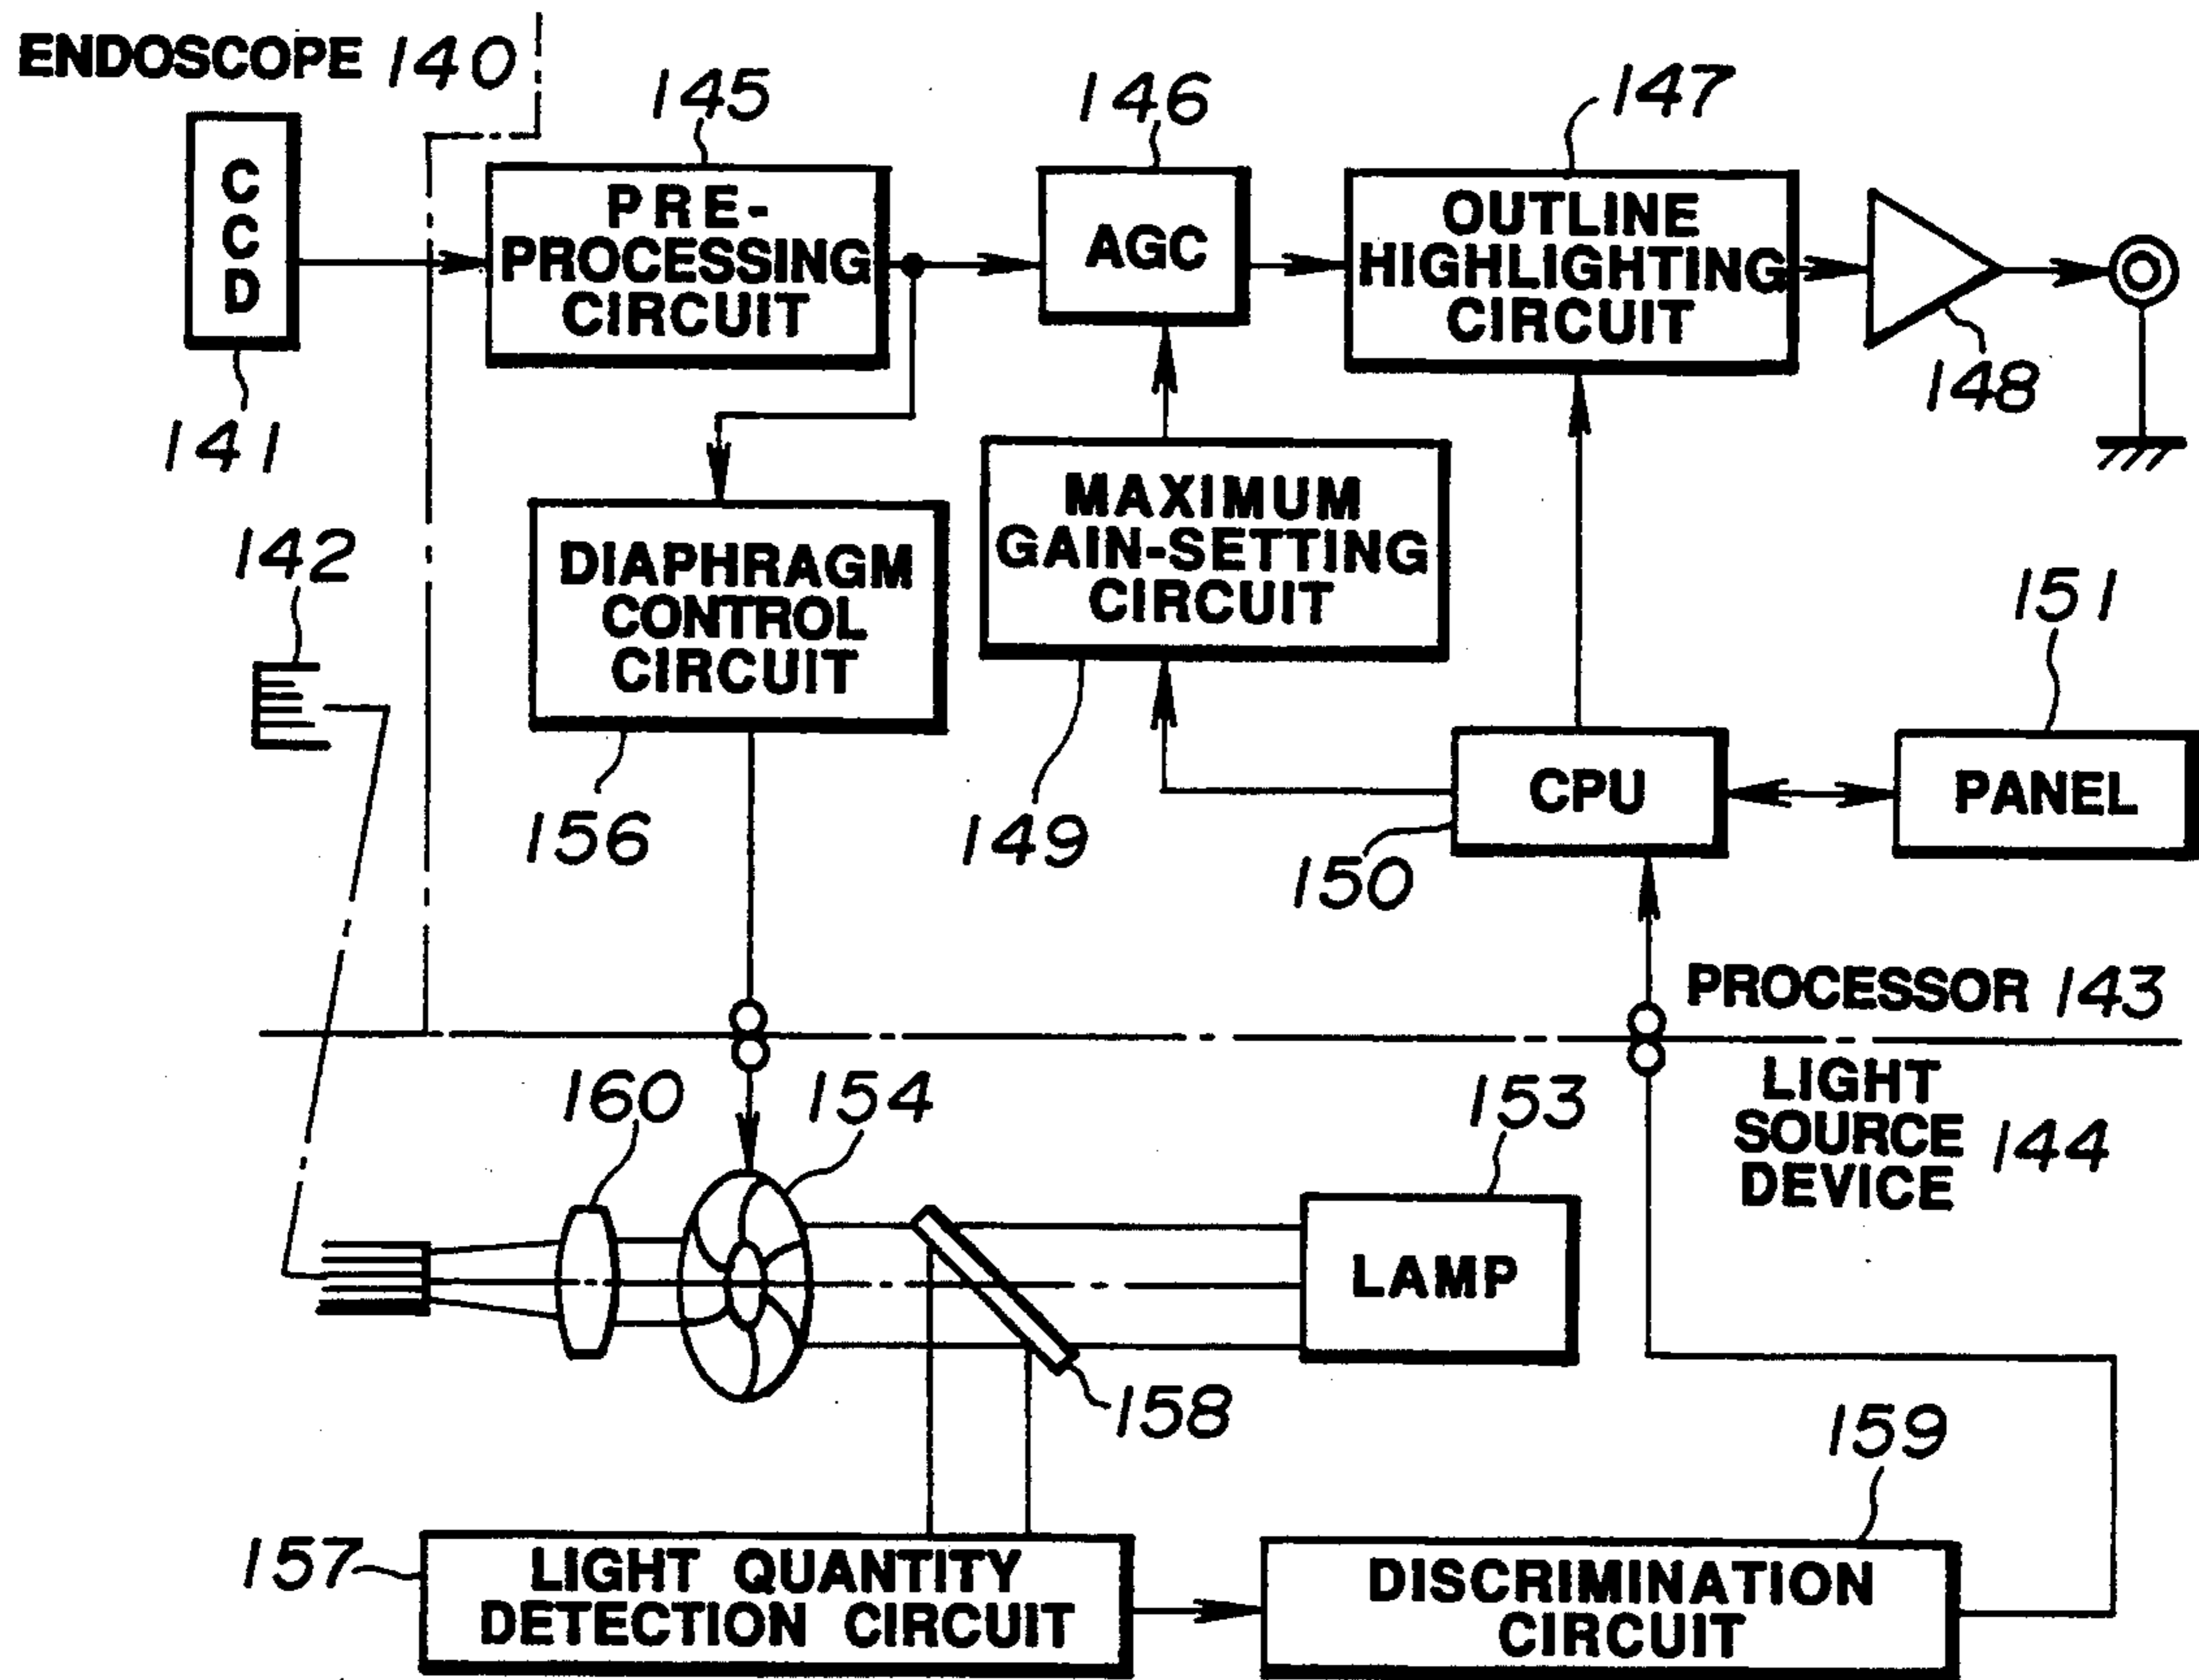 ENDOSCOPE 140
145
146
147
C
C
D
PRE-
PROCESSING
CIRCUIT
AGC
OUTLINE
HIGHLIGHTING
CIRCUIT
148
141
142
DIAPHRAGM
CONTROL
CIRCUIT
MAXIMUM
GAIN-SETTING
CIRCUIT
151
156
149
CPU
PANEL
150
PROCESSOR 143
LIGHT
SOURCE 144
DEVICE
160
154
153
LAMP
158
159
157
LIGHT QUANTITY
DETECTION CIRCUIT
DISCRIMINATION
CIRCUIT